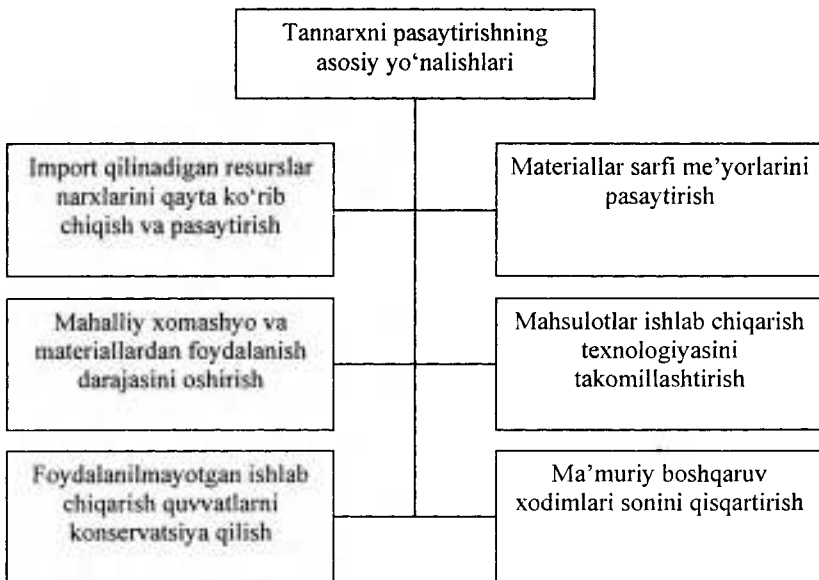 Tannarxni pasaytirishning
asosiy yo‘nalishlari
Import qilinadigan resurslar
narxlarini qayta ko‘rib
chiqish va pasaytirish
Materiallar sarfi me’yorlarini
pasaytirish
Mahalliy xomashyo va
materiallardan foydalanish
darajasini oshirish
Mahsulotlar ishlab chiqarish
texnologiyasini
takomillashtirish
Foydalanilmayotgan ishlab
chiqarish quvvatlarni
konservatsiya qilish
Ma’muriy boshqaruv
xodimlari sonini qisqartirish